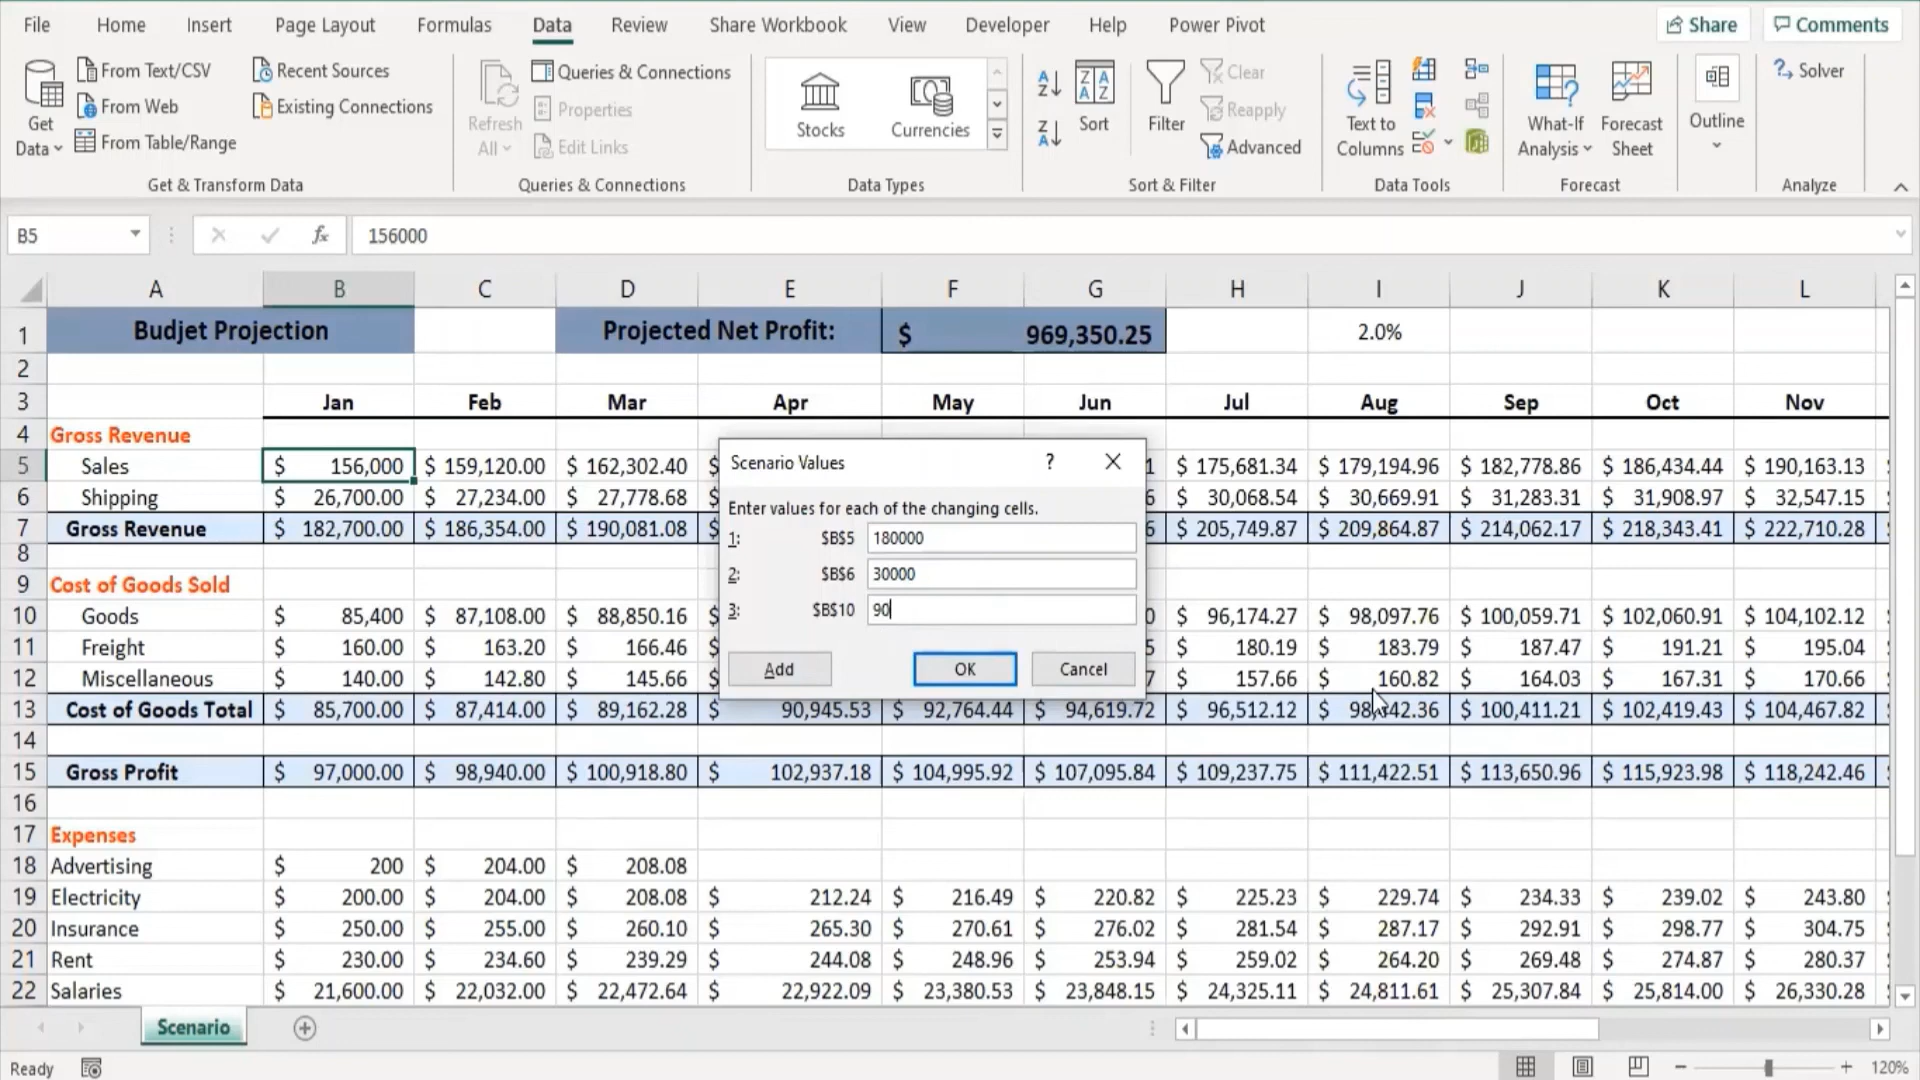 File Home Insert Page Layout Formulas Data Review Share Workbook View Developer Help Power Pivot Share Comments
Get Data
From Text/CSV
From Web
From Table/Range
Recent Sources
Existing Connections
Get & Transform Data
Refresh All
Queries & Connections
Properties
Edit Links
Queries & Connections
Stocks
Currencies
Data Types
Sort
Filter
Clear
Reapply
Advanced
Sort & Filter
Text to Columns
Data Tools
What-If Analysis
Forecast Sheet
Forecast
Outline
Solver
Analyze
B5 fx 156000
A B C D E F G H I J K L
1 Budjet Projection Projected Net Profit: $ 969,350.25 2.0%
2
3 Jan Feb Mar Apr May Jun Jul Aug Sep Oct Nov
4 Gross Revenue
5 Sales $ 156,000 $ 159,120.00 $ 162,302.40 $ 1 $ 175,681.34 $ 179,194.96 $ 182,778.86 $ 186,434.44 $ 190,163.13
6 Shipping $ 26,700.00 $ 27,234.00 $ 27,778.68 $ 6 $ 30,068.54 $ 30,669.91 $ 31,283.31 $ 31,908.97 $ 32,547.15
7 Gross Revenue $ 182,700.00 $ 186,354.00 $ 190,081.08 $ 6 $ 205,749.87 $ 209,864.87 $ 214,062.17 $ 218,343.41 $ 222,710.28
8
9 Cost of Goods Sold
10 Goods $ 85,400 $ 87,108.00 $ 88,850.16 $ 0 $ 96,174.27 $ 98,097.76 $ 100,059.71 $ 102,060.91 $ 104,102.12
11 Freight $ 160.00 $ 163.20 $ 166.46 $ 5 $ 180.19 $ 183.79 $ 187.47 $ 191.21 $ 195.04
12 Miscellaneous $ 140.00 $ 142.80 $ 145.66 $ 7 $ 157.66 $ 160.82 $ 164.03 $ 167.31 $ 170.66
13 Cost of Goods Total $ 85,700.00 $ 87,414.00 $ 89,162.28 $ 90,945.53 $ 92,764.44 $ 94,619.72 $ 96,512.12 $ $ 100,411.21 $ 102,419.43 $ 104,467.82
14
15 Gross Profit $ 97,000.00 $ 98,940.00 $ 100,918.80 $ 102,937.18 $ 104,995.92 $ 107,095.84 $ 109,237.75 $ 111,422.51 $ 113,650.96 $ 115,923.98 $ 118,242.46
16
17 Expenses
18 Advertising $ 200 $ 204.00 $ 208.08
19 Electricity $ 200.00 $ 204.00 $ 208.08 $ 212.24 $ 216.49 $ 220.82 $ 225.23 $ 229.74 $ 234.33 $ 239.02 $ 243.80
20 Insurance $ 250.00 $ 255.00 $ 260.10 $ 265.30 $ 270.61 $ 276.02 $ 281.54 $ 287.17 $ 292.91 $ 298.77 $ 304.75
21 Rent $ 230.00 $ 234.60 $ 239.29 $ 244.08 $ 248.96 $ 253.94 $ 259.02 $ 264.20 $ 269.48 $ 274.87 $ 280.37
22 Salaries $ 21,600.00 $ 22,032.00 $ 22,472.64 $ 22,922.09 $ 23,380.53 $ 23,848.15 $ 24,325.11 $ 24,811.61 $ 25,307.84 $ 25,814.00 $ 26,330.28
Scenario Values ?
Enter values for each of the changing cells.
1: $B$5 180000
2: $B$6 30000
3: $B$10 90
Add OK Cancel
Scenario
Ready 120%